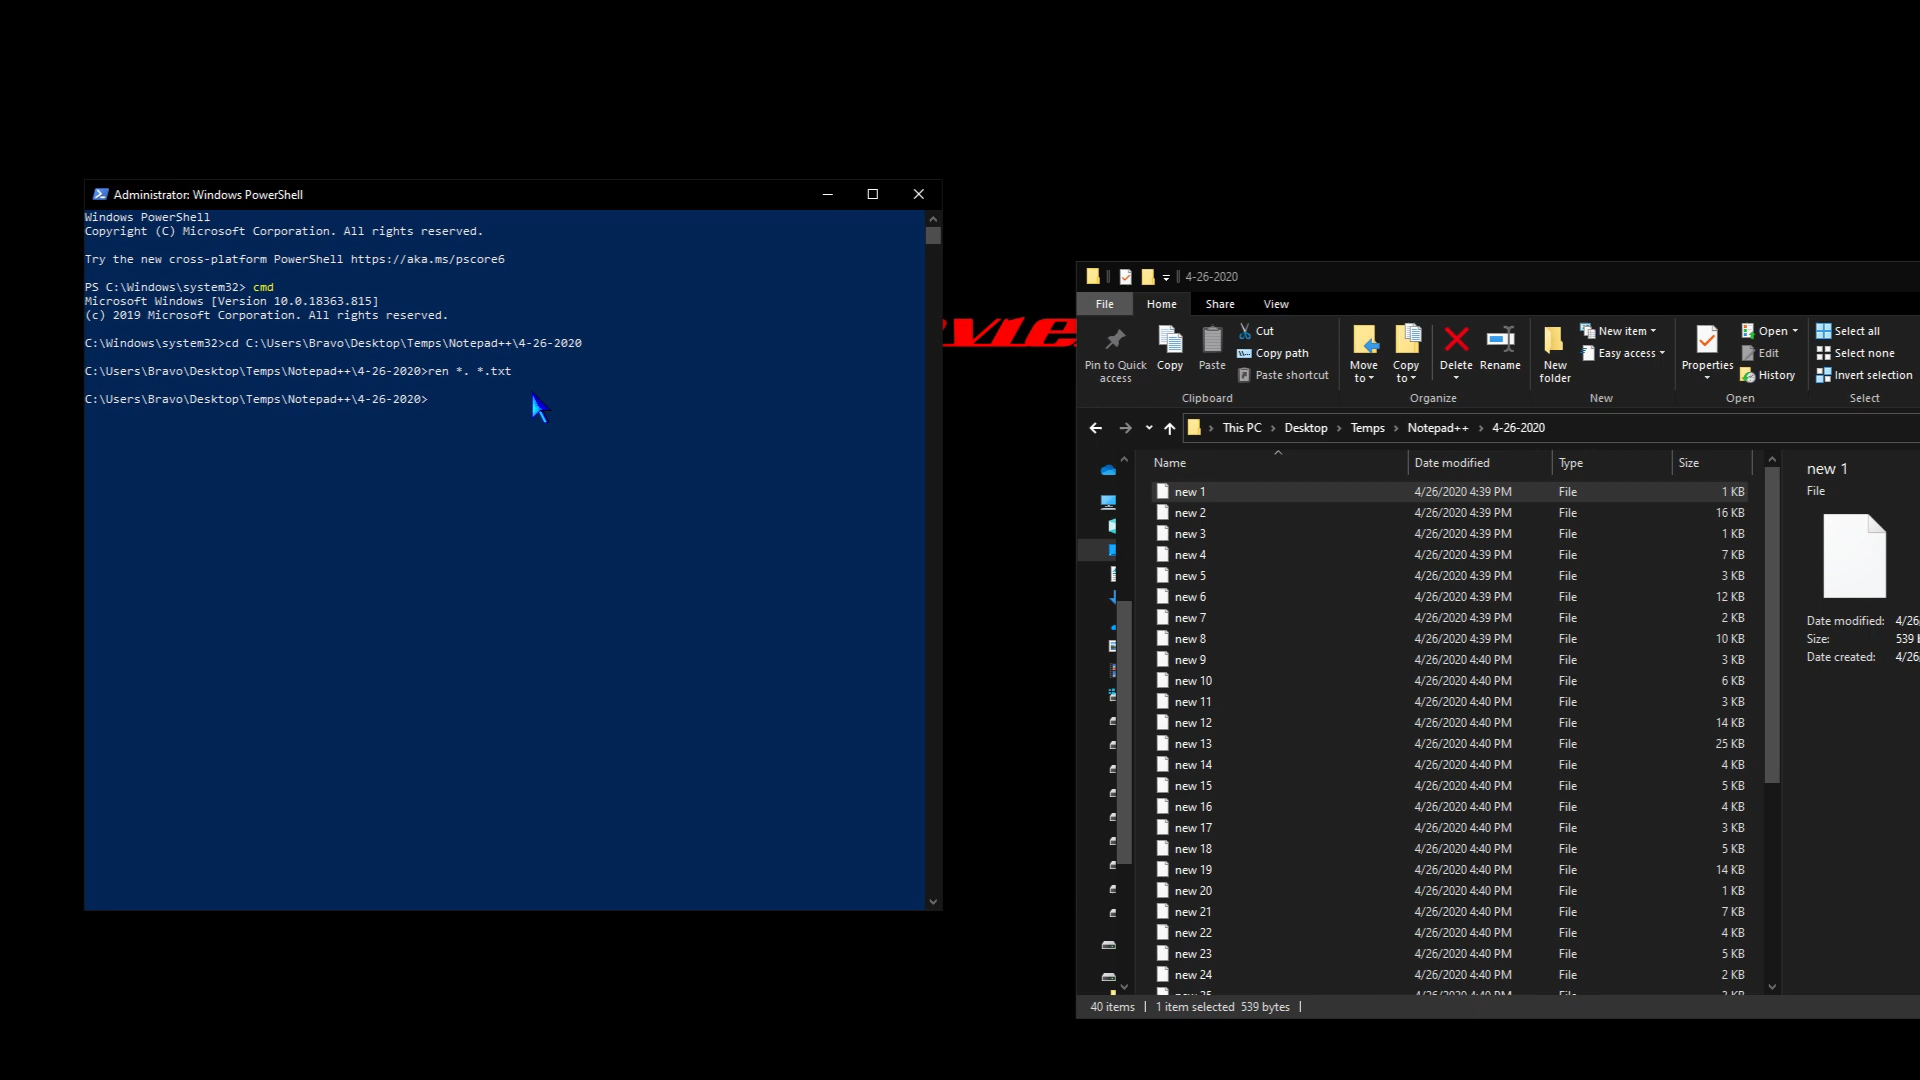 Administrator: Windows PowerShell
Windows PowerShell
Copyright (C) Microsoft Corporation. All rights reserved.
Try the new cross-platform PowerShell https://aka.ms/pscore6
PS C:\Windows\system32> cmd
Microsoft Windows [Version 10.0.18363.815]
(c) 2019 Microsoft Corporation. All rights reserved.
C:\Windows\system32>cd C:\Users\Bravo\Desktop\Temps\Notepad++\4-26-2020
C:\Users\Bravo\Desktop\Temps\Notepad++\4-26-2020>ren *. *.txt
C:\Users\Bravo\Desktop\Temps\Notepad++\4-26-2020>
4-26-2020
File Home Share View
Pin to Quick access
Copy
Paste
Cut
Copy path
Paste shortcut
Move to
Copy to
Delete
Rename
New folder
New item
Easy access
Properties
Open
Edit
History
Select all
Select none
Invert selection
Clipboard Organize New Open Select
This PC > Desktop > Temps > Notepad++ > 4-26-2020
Name Date modified Type Size
new 1 4/26/2020 4:39 PM File 1 KB
new 2 4/26/2020 4:39 PM File 16 KB
new 3 4/26/2020 4:39 PM File 1 KB
new 4 4/26/2020 4:39 PM File 7 KB
new 5 4/26/2020 4:39 PM File 3 KB
new 6 4/26/2020 4:39 PM File 12 KB
new 7 4/26/2020 4:39 PM File 2 KB
new 8 4/26/2020 4:39 PM File 10 KB
new 9 4/26/2020 4:40 PM File 3 KB
new 10 4/26/2020 4:40 PM File 6 KB
new 11 4/26/2020 4:40 PM File 3 KB
new 12 4/26/2020 4:40 PM File 14 KB
new 13 4/26/2020 4:40 PM File 25 KB
new 14 4/26/2020 4:40 PM File 4 KB
new 15 4/26/2020 4:40 PM File 5 KB
new 16 4/26/2020 4:40 PM File 4 KB
new 17 4/26/2020 4:40 PM File 3 KB
new 18 4/26/2020 4:40 PM File 5 KB
new 19 4/26/2020 4:40 PM File 14 KB
new 20 4/26/2020 4:40 PM File 1 KB
new 21 4/26/2020 4:40 PM File 7 KB
new 22 4/26/2020 4:40 PM File 4 KB
new 23 4/26/2020 4:40 PM File 5 KB
new 24 4/26/2020 4:40 PM File 2 KB
new 1
File
Date modified: 4/26
Size: 539
Date created: 4/26
40 items 1 item selected 539 bytes